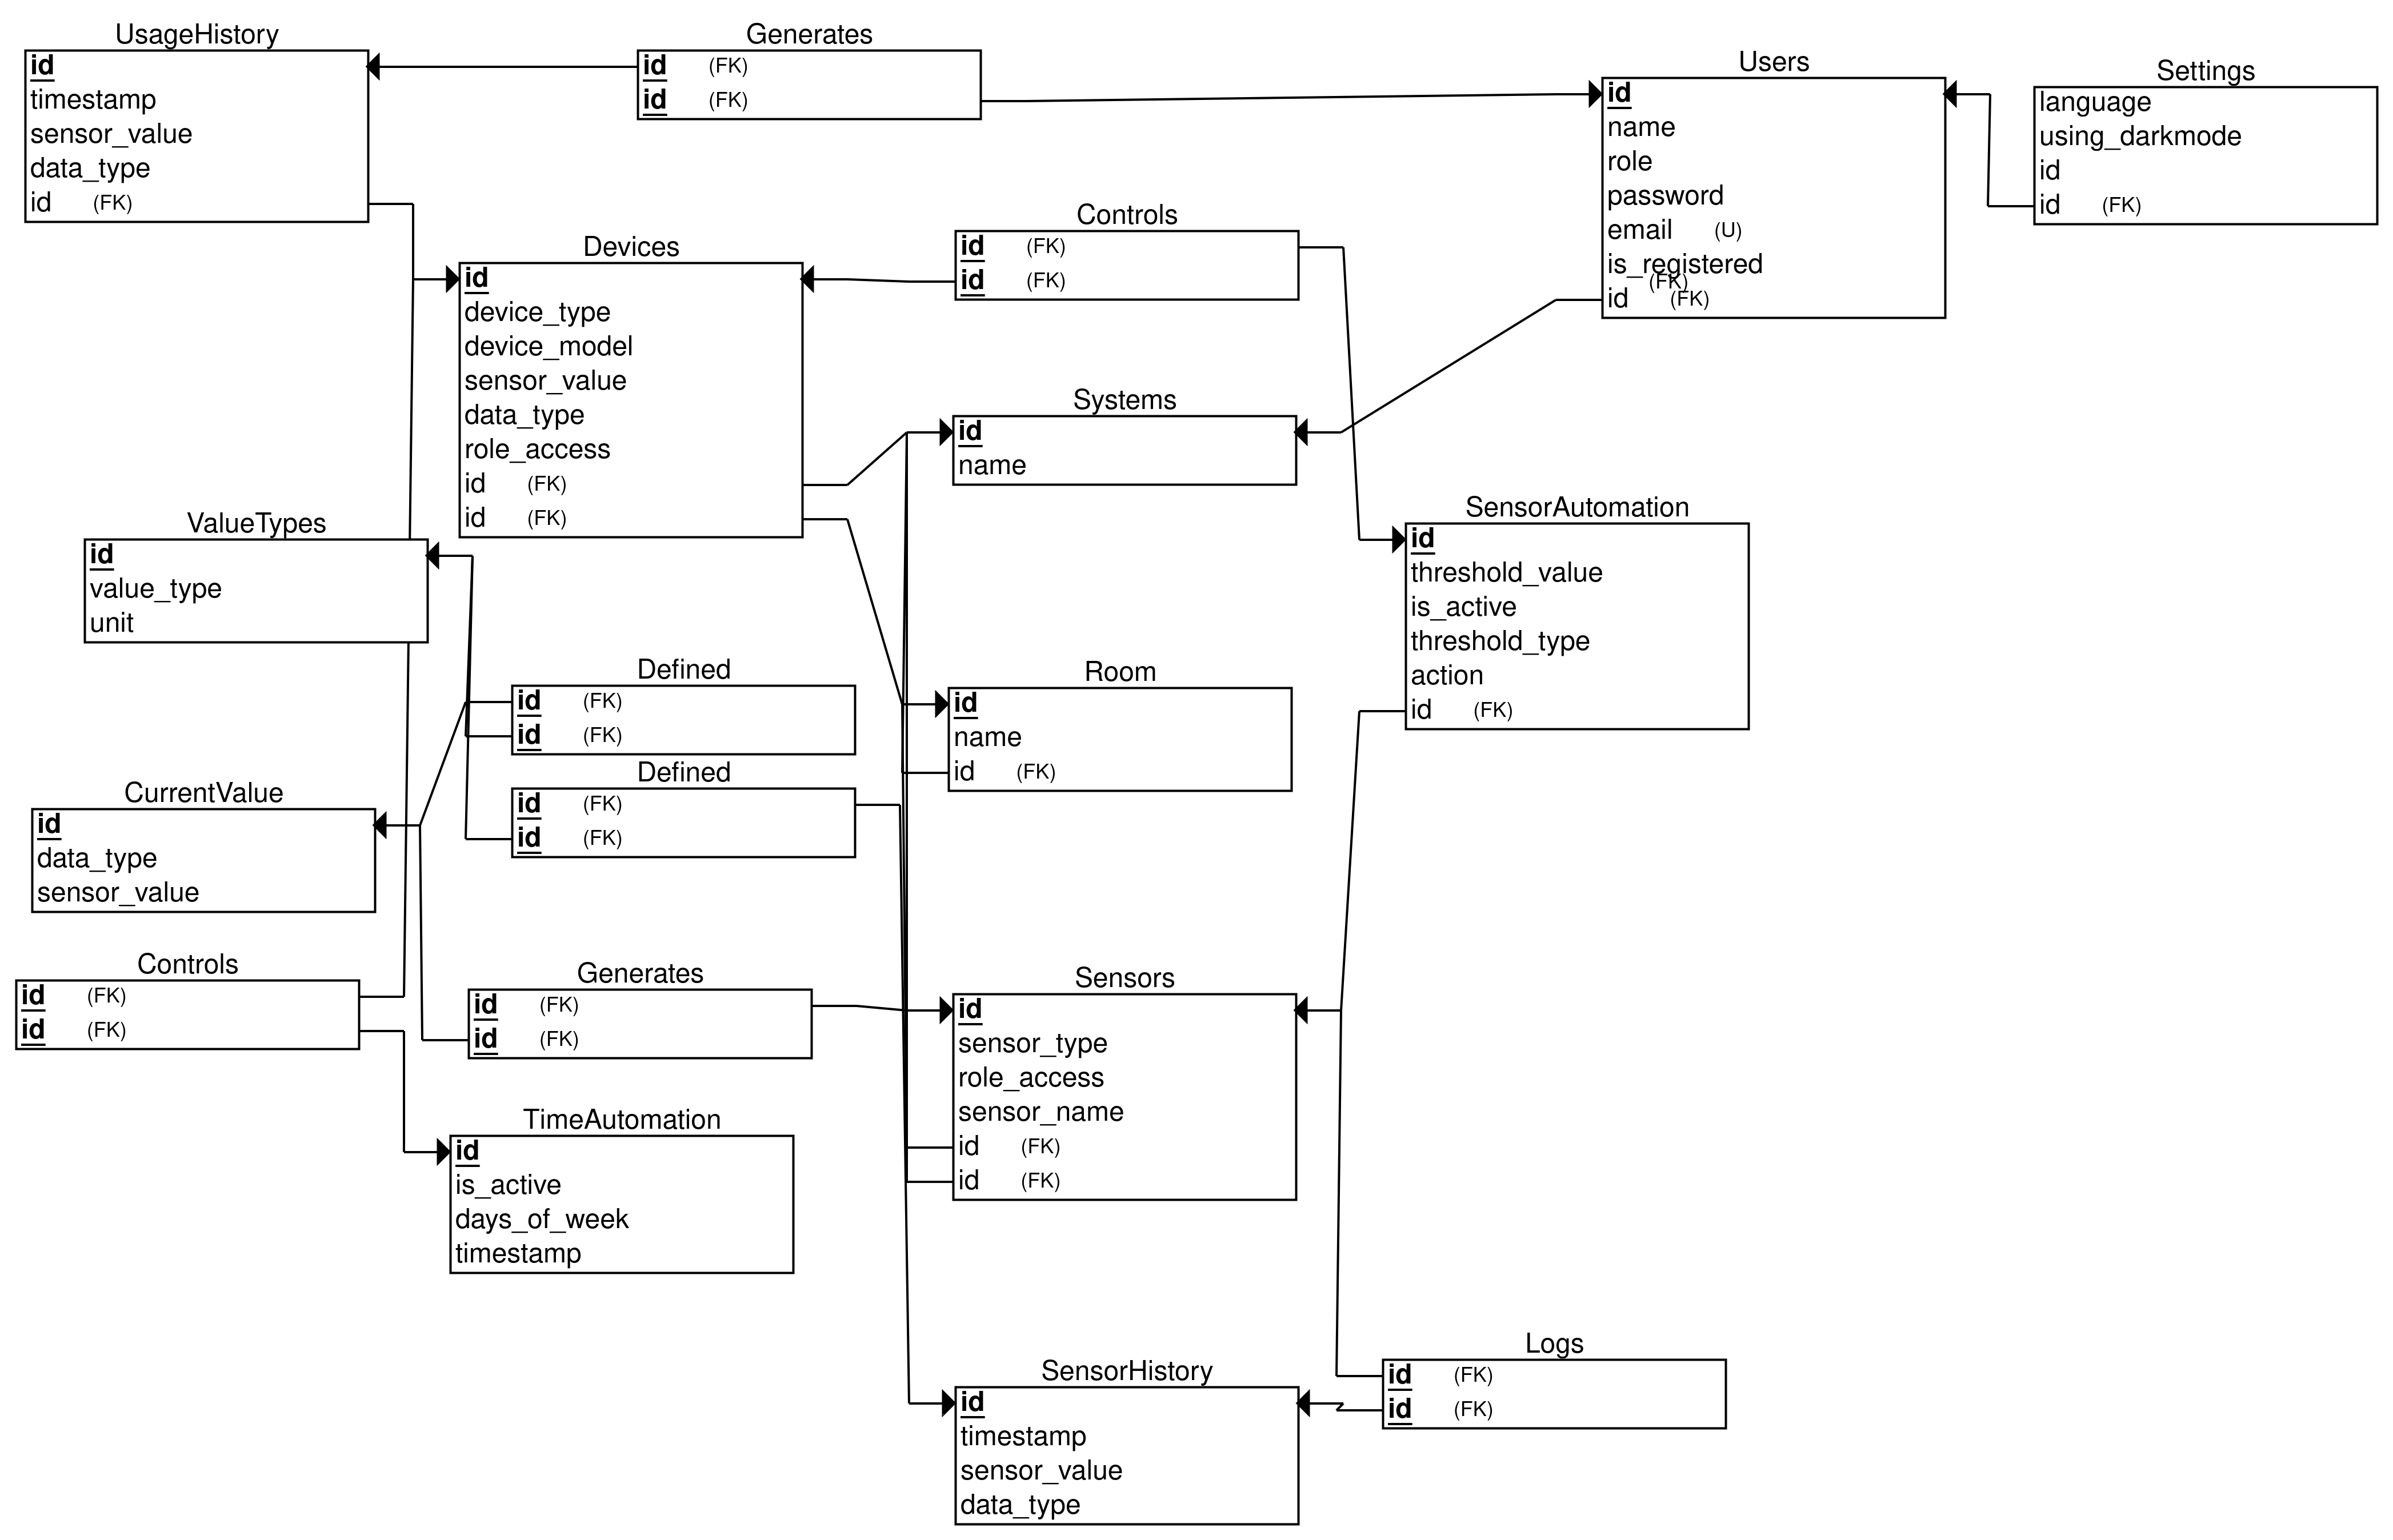 UsageHistory
id
timestamp
sensor_value
data_type
id (FK)
Generates
id (FK)
id (FK)
Users
id
name
role
password
email (U)
is_registered
(FK)
id (FK)
Settings
language
using_darkmode
id
id (FK)
Devices
id
device_type
device_model
sensor_value
data_type
role_access
id (FK)
id (FK)
Controls
id (FK)
id (FK)
Systems
id
name
SensorAutomation
id
threshold_value
is_active
threshold_type
action
id (FK)
ValueTypes
id
value_type
unit
Defined
id (FK)
id (FK)
Room
id
name
id (FK)
Defined
id (FK)
id (FK)
CurrentValue
id
data_type
sensor_value
Controls
id (FK)
id (FK)
Generates
id (FK)
id (FK)
Sensors
id
sensor_type
role_access
sensor_name
id (FK)
id (FK)
TimeAutomation
id
is_active
days_of_week
timestamp
SensorHistory
id
timestamp
sensor_value
data_type
Logs
id (FK)
id (FK)